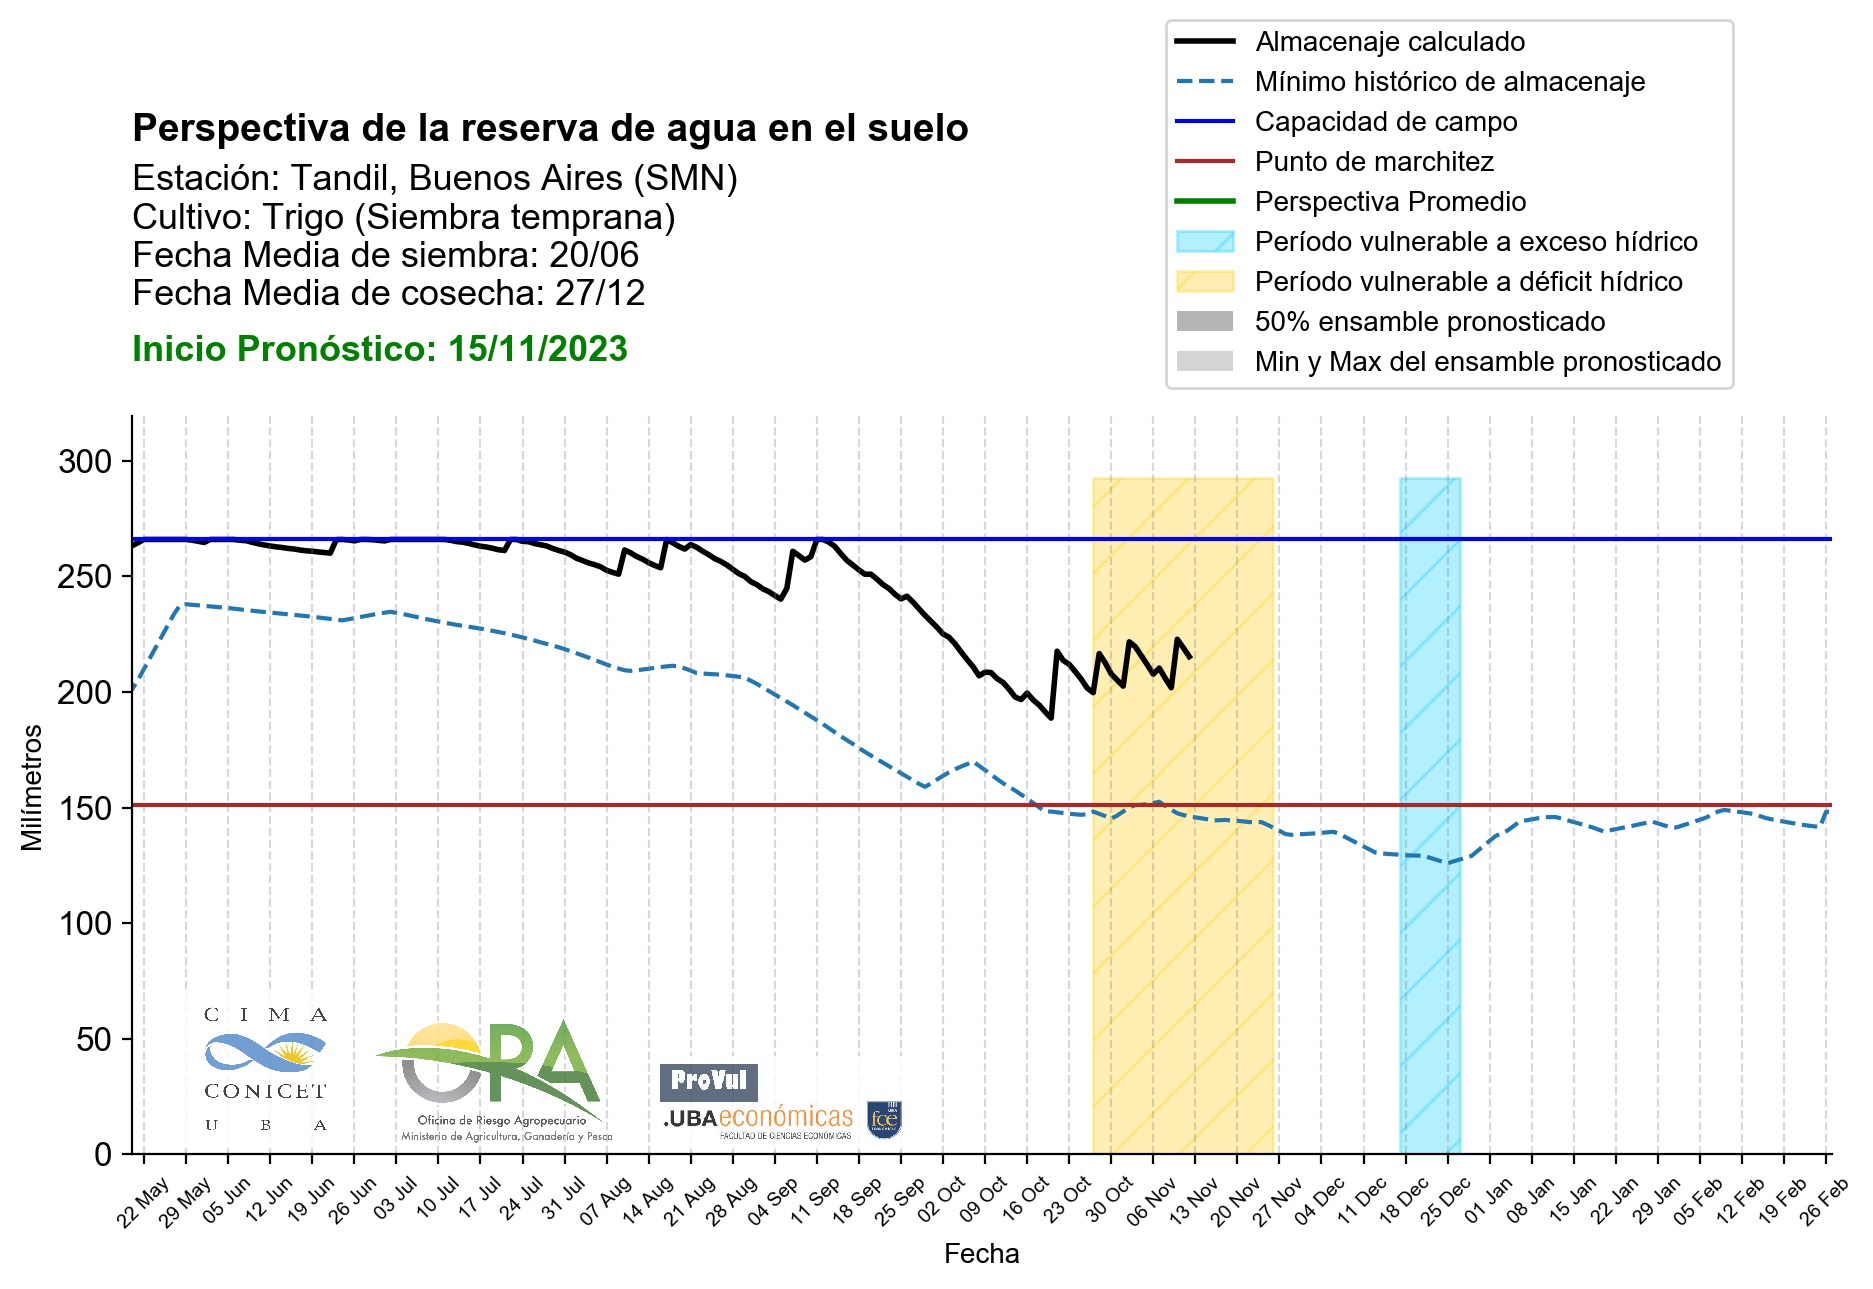 Almacenaje calculado
Mínimo histórico de almacenaje
Capacidad de campo
Punto de marchitez
Perspectiva Promedio
Período vulnerable a exceso hídrico
Período vulnerable a déficit hídrico
50% ensamble pronosticado
Min y Max del ensamble pronosticado
Perspectiva de la reserva de agua en el suelo
Estación: Tandil, Buenos Aires (SMN)
Cultivo: Trigo (Siembra temprana)
Fecha Media de siembra: 20/06
Fecha Media de cosecha: 27/12
Inicio Pronóstico: 15/11/2023
Milímetros
300
250
200
150
100
50
0
CIMA
CONICET
UBA
ORA
Oficina de Riesgo Agropecuario
Ministerio de Agricultura, Ganadería y Pesca
ProVul
.UBAeconómicas
FACULTAD DE CIENCIAS ECONÓMICAS
UBA
fce
22 May
29 May
05 Jun
12 Jun
19 Jun
26 Jun
03 Jul
10 Jul
17 Jul
24 Jul
31 Jul
07 Aug
14 Aug
21 Aug
28 Aug
04 Sep
11 Sep
18 Sep
25 Sep
02 Oct
09 Oct
16 Oct
23 Oct
30 Oct
06 Nov
13 Nov
20 Nov
27 Nov
04 Dec
11 Dec
18 Dec
25 Dec
01 Jan
08 Jan
15 Jan
22 Jan
29 Jan
05 Feb
12 Feb
19 Feb
26 Feb
Fecha